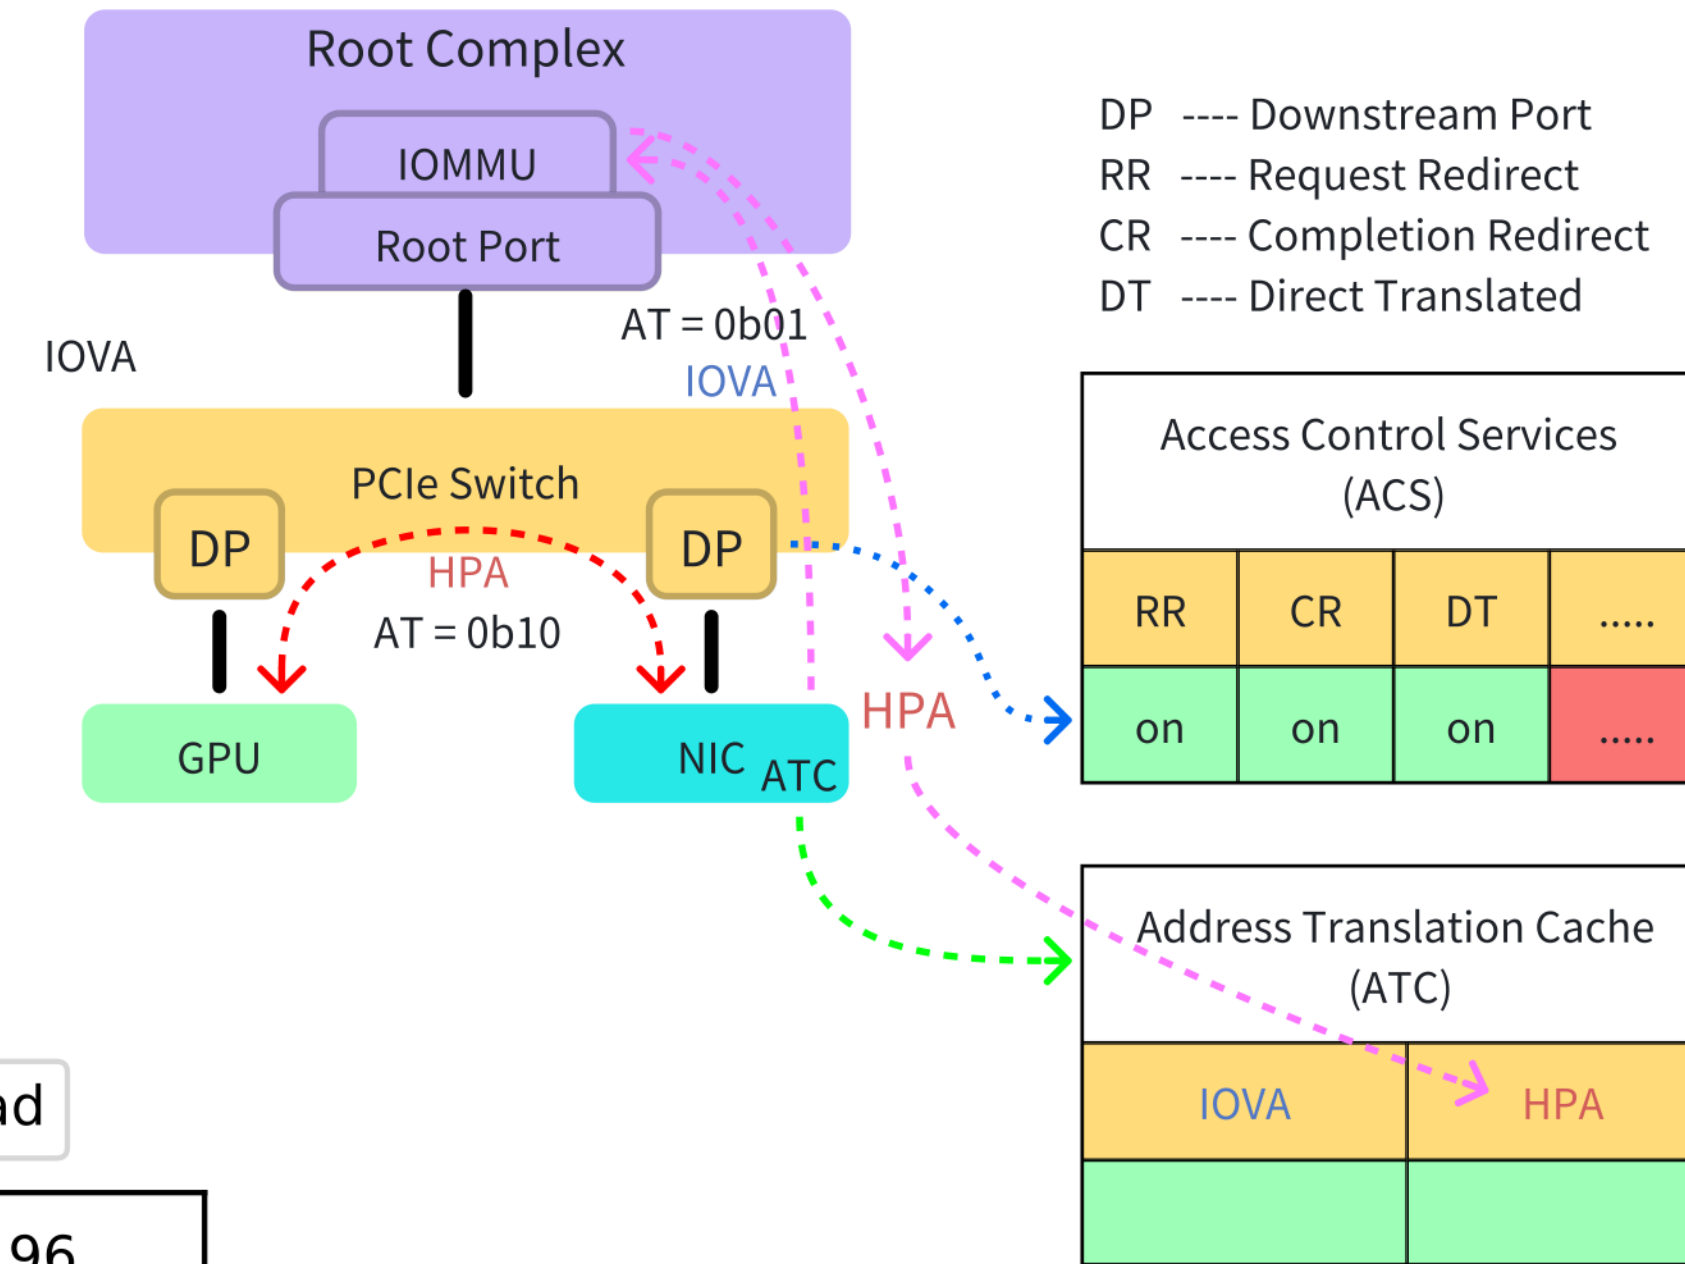 Root Complex
IOMMU
Root Port
DP ---- Downstream Port
RR ---- Request Redirect
CR ---- Completion Redirect
DT ---- Direct Translated
IOVA
AT = 0b01
IOVA
PCIe Switch
DP
DP
HPA
AT = 0b10
GPU
NIC
ATC
HPA
Access Control Services
(ACS)
RR CR DT .....
on on on .....
Address Translation Cache
(ATC)
IOVA HPA
ad
96